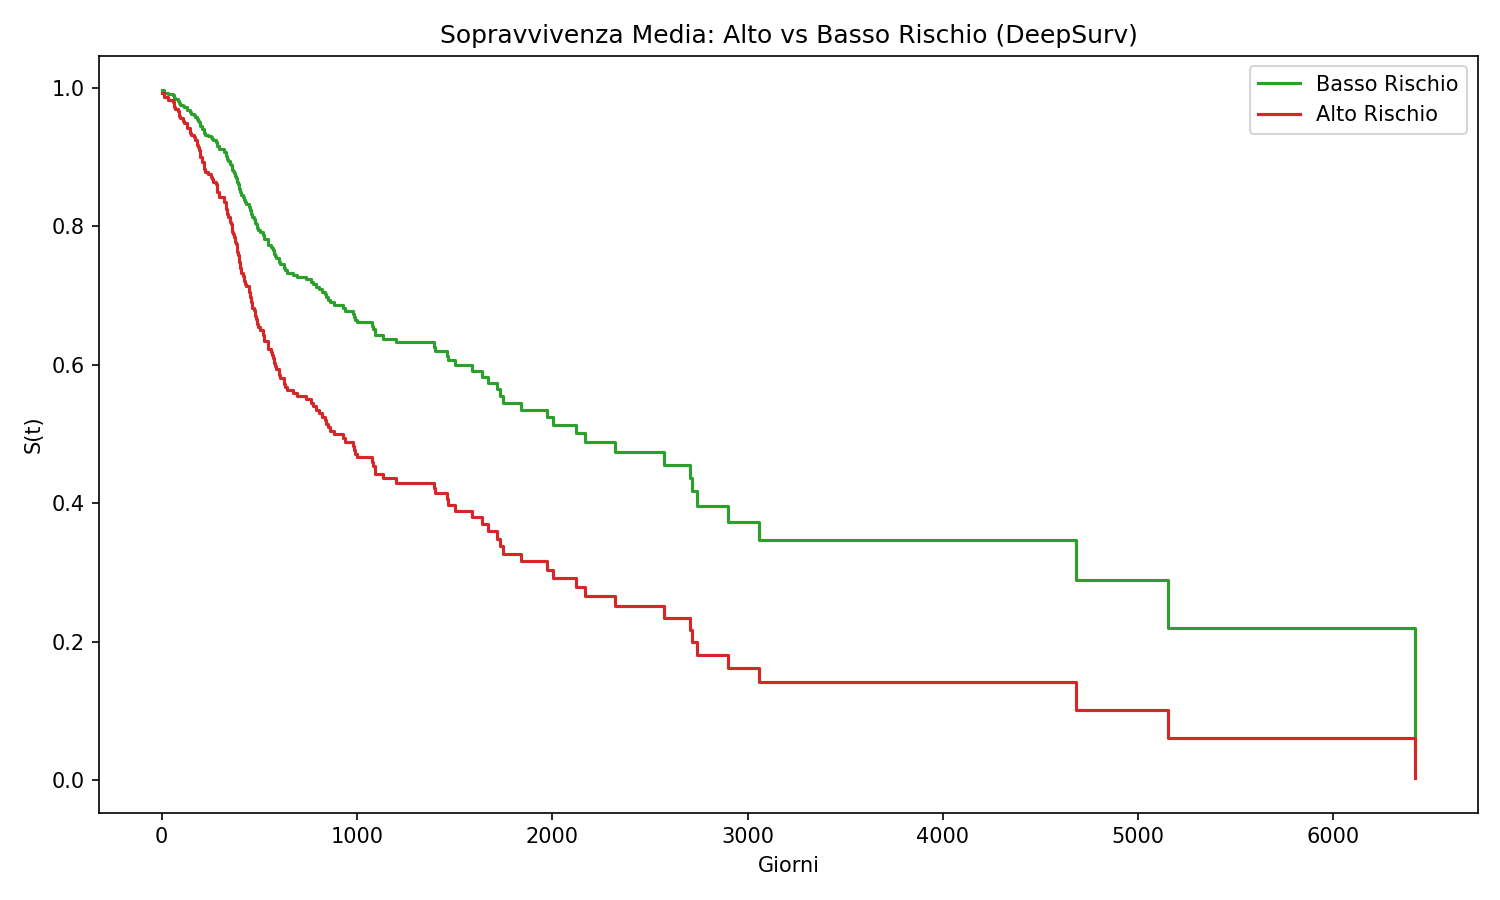 Sopravvivenza Media: Alto vs Basso Rischio (DeepSurv)
Basso Rischio
Alto Rischio
S(t)
1.0
0.8
0.6
0.4
0.2
0.0
0 1000 2000 3000 4000 5000 6000
Giorni